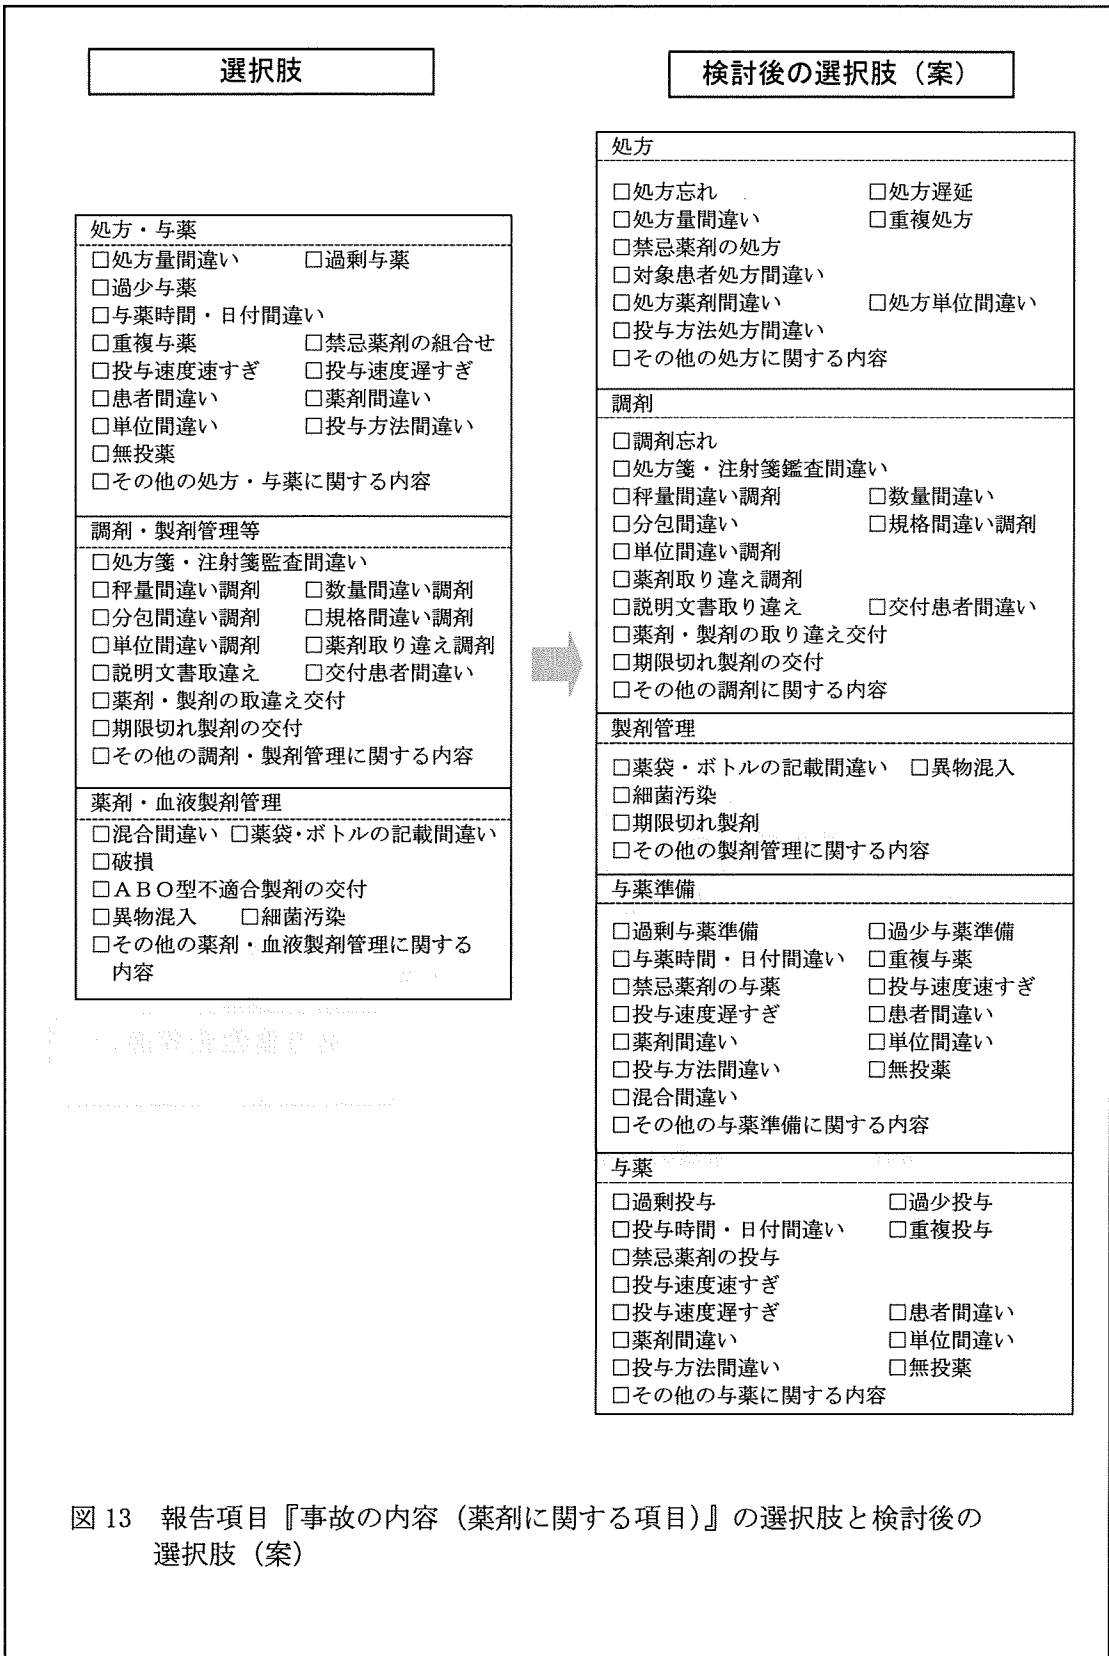 選択肢
処方・与薬
□処方量間違い □過剰与薬
□過少与薬
□与薬時間・日付間違い
□重複与薬 □禁忌薬剤の組合せ
□投与速度速すぎ □投与速度遅すぎ
□患者間違い □薬剤間違い
□単位間違い □投与方法間違い
□無投薬
□その他の処方・与薬に関する内容
調剤・製剤管理等
□処方箋・注射箋監査間違い
□秤量間違い調剤 □数量間違い調剤
□分包間違い調剤 □規格間違い調剤
□単位間違い調剤 □薬剤取り違え調剤
□説明文書取違え □交付患者間違い
□薬剤・製剤の取違え交付
□期限切れ製剤の交付
□その他の調剤・製剤管理に関する内容
薬剤・血液製剤管理
□混合間違い □薬袋・ボトルの記載間違い
□破損
□ABO型不適合製剤の交付
□異物混入 □細菌汚染
□その他の薬剤・血液製剤管理に関する
内容
検討後の選択肢（案）
処方
□処方忘れ □処方遅延
□処方量間違い □重複処方
□禁忌薬剤の処方
□対象患者処方間違い
□処方薬剤間違い □処方単位間違い
□投与方法処方間違い
□その他の処方に関する内容
調剤
□調剤忘れ
□処方箋・注射箋鑑査間違い
□秤量間違い調剤 □数量間違い
□分包間違い □規格間違い調剤
□単位間違い調剤
□薬剤取り違え調剤
□説明文書取り違え □交付患者間違い
□薬剤・製剤の取り違え交付
□期限切れ製剤の交付
□その他の調剤に関する内容
製剤管理
□薬袋・ボトルの記載間違い □異物混入
□細菌汚染
□期限切れ製剤
□その他の製剤管理に関する内容
与薬準備
□過剰与薬準備 □過少与薬準備
□与薬時間・日付間違い □重複与薬
□禁忌薬剤の与薬 □投与速度速すぎ
□投与速度遅すぎ □患者間違い
□薬剤間違い □単位間違い
□投与方法間違い □無投薬
□混合間違い
□その他の与薬準備に関する内容
与薬
□過剰投与 □過少投与
□投与時間・日付間違い □重複投与
□禁忌薬剤の投与
□投与速度速すぎ
□投与速度遅すぎ □患者間違い
□薬剤間違い □単位間違い
□投与方法間違い □無投薬
□その他の与薬に関する内容
図 13 報告項目『事故の内容（薬剤に関する項目）』の選択肢と検討後の
選択肢（案）